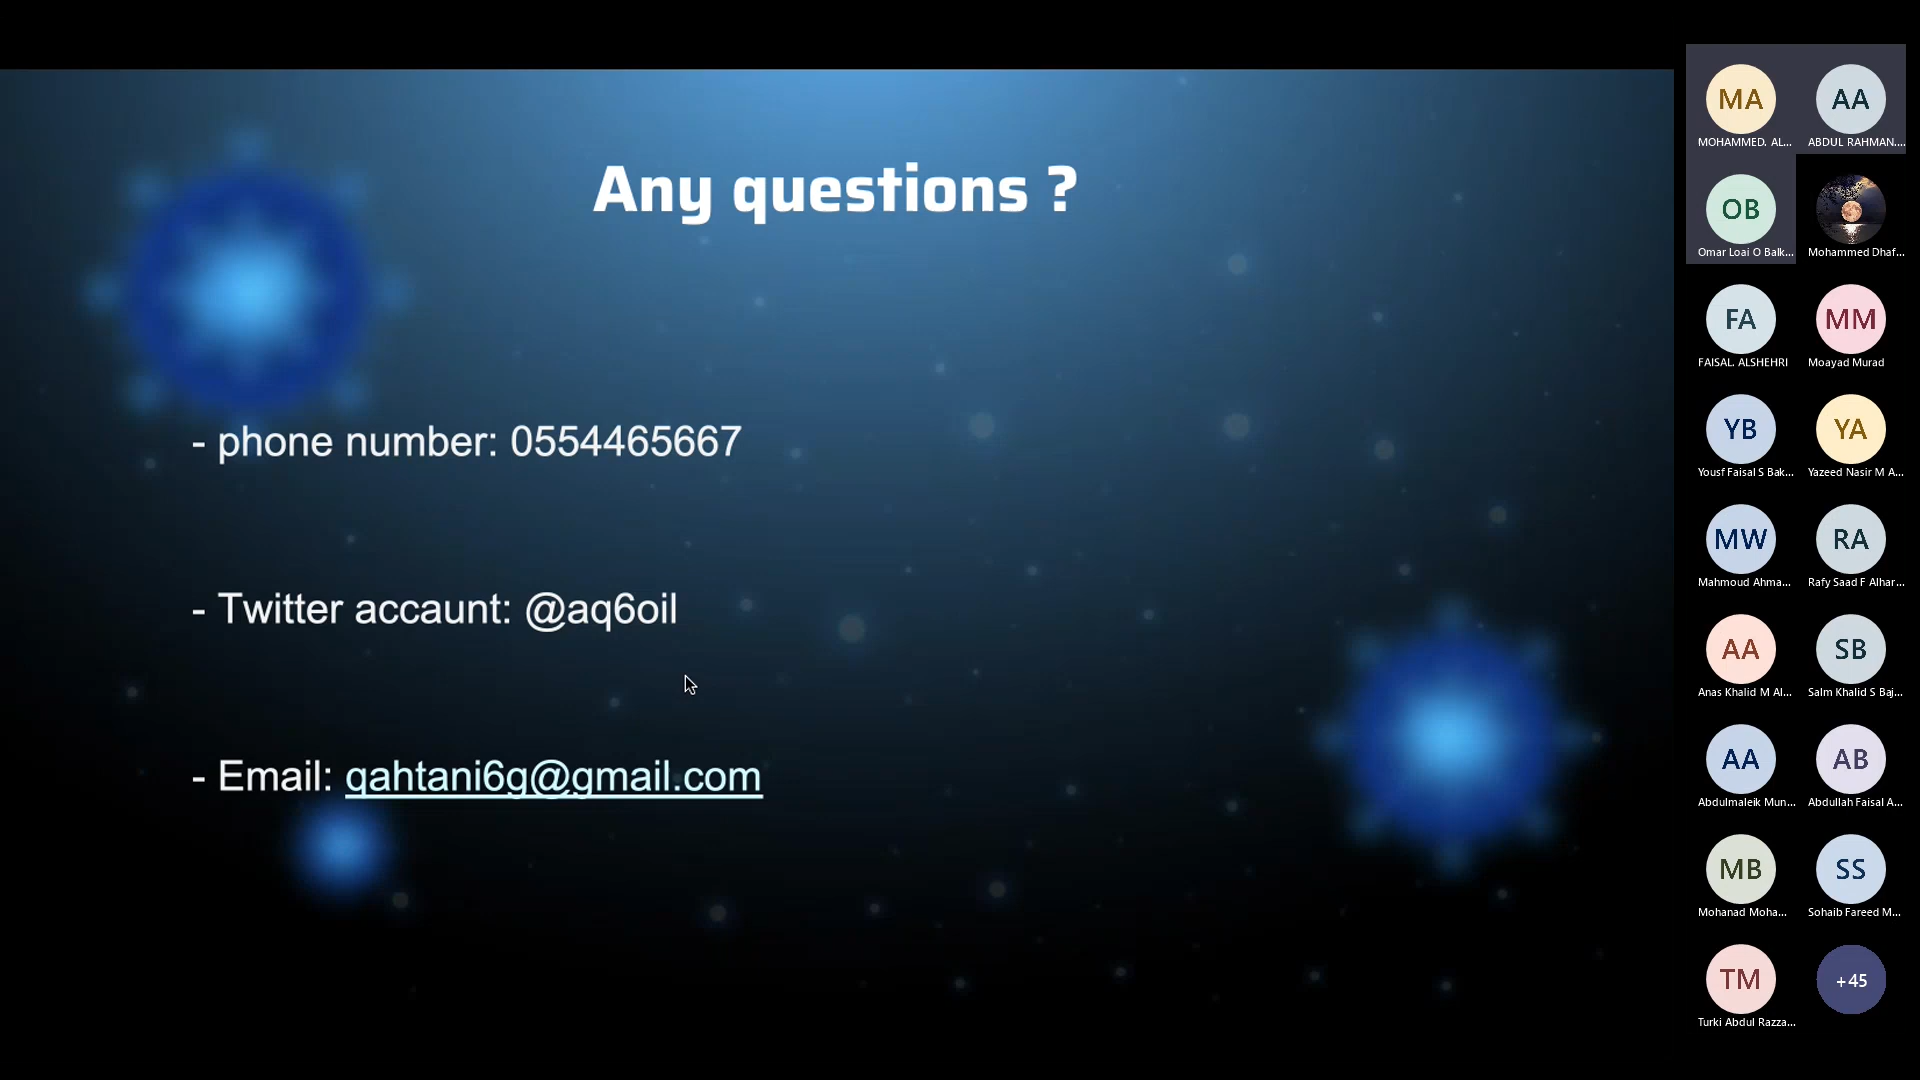 Any questions ?
- phone number: 0554465667
- Twitter accaunt: @aq6oil
- Email: qahtani6g@gmail.com
MA
AA
MOHAMMED. AL...
ABDUL RAHMAN....
OB
Omar Loai O Balk...
Mohammed Dhaf...
FA
MM
FAISAL. ALSHEHRI
Moayad Murad
YB
YA
Yousf Faisal S Bak...
Yazeed Nasir M A...
MW
RA
Mahmoud Ahma...
Rafy Saad F Alhar...
AA
SB
Anas Khalid M Al...
Salm Khalid S Baj...
AA
AB
Abdulmaleik Mun...
Abdullah Faisal A...
MB
SS
Mohanad Moha...
Sohaib Fareed M...
TM
+45
Turki Abdul Razza...